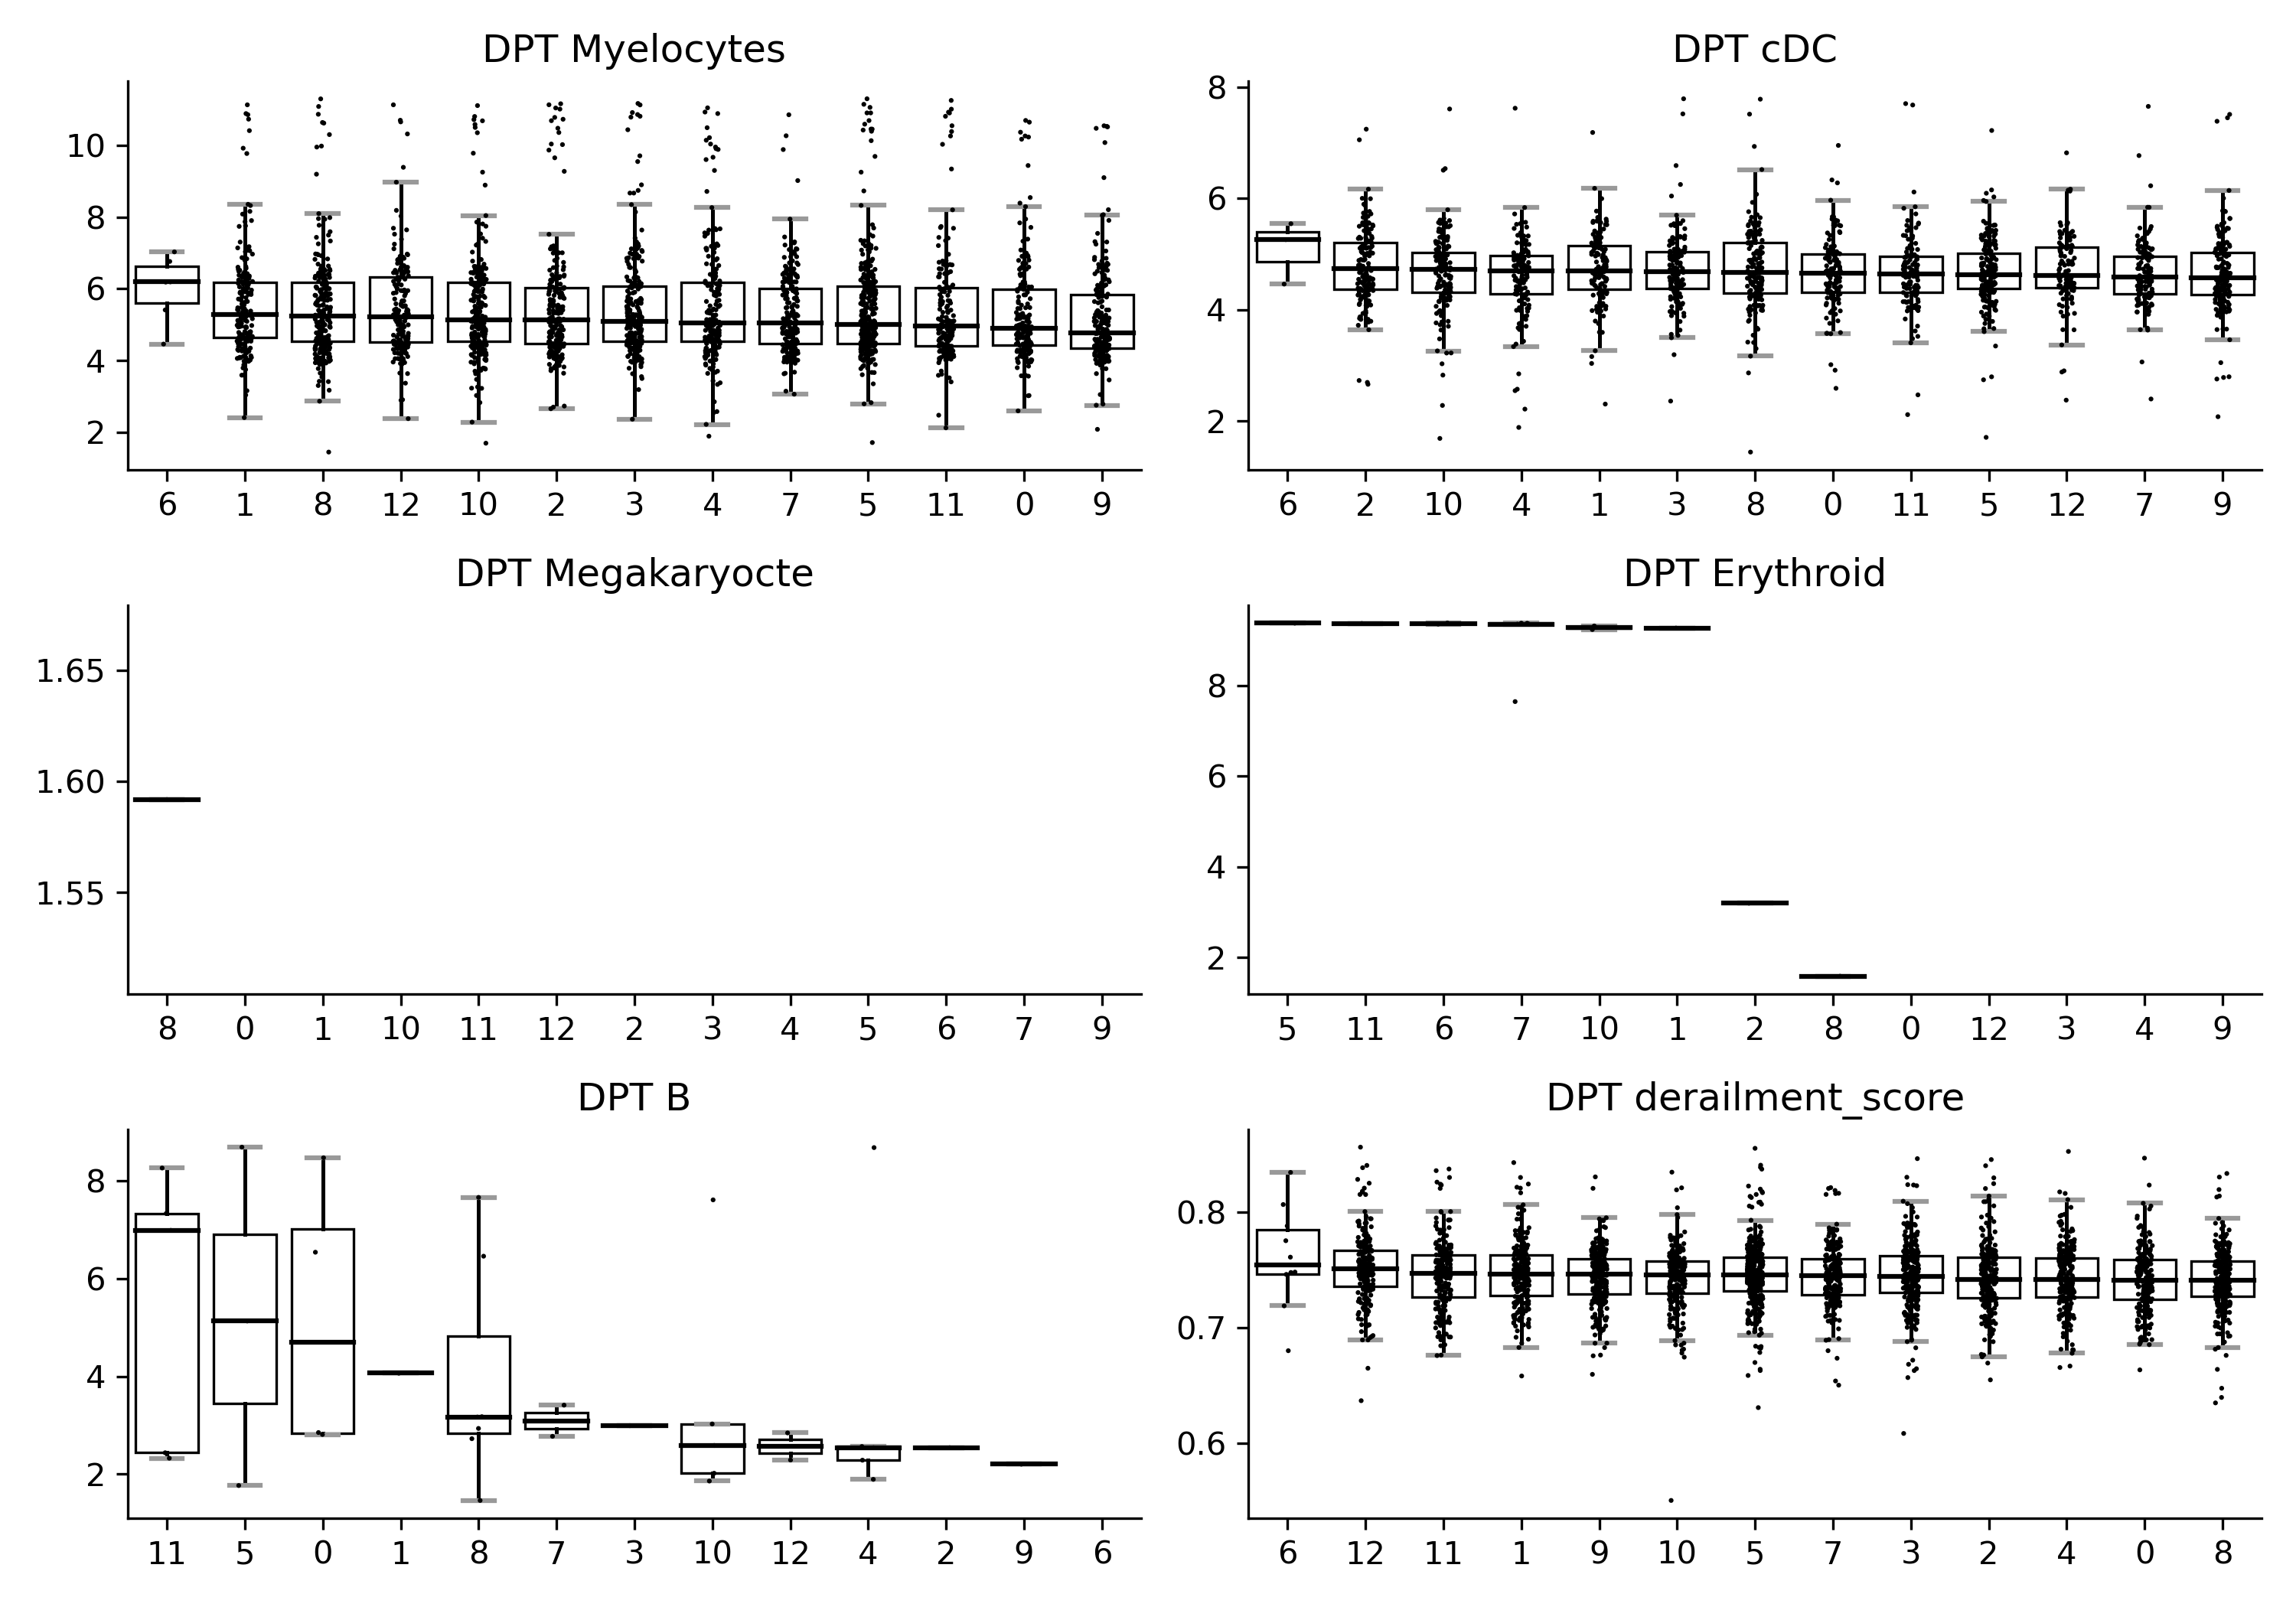 DPT Myelocytes
10
8
6
4
2
6 1 8 12 10 2 3 4 7 5 11 0 9
DPT cDC
8
6
4
2
6 2 10 4 1 3 8 0 11 5 12 7 9
DPT Megakaryocte
1.65
1.60
1.55
8 0 1 10 11 12 2 3 4 5 6 7 9
DPT Erythroid
8
6
4
2
5 11 6 7 10 1 2 8 0 12 3 4 9
DPT B
8
6
4
2
11 5 0 1 8 7 3 10 12 4 2 9 6
DPT derailment_score
0.8
0.7
0.6
6 12 11 1 9 10 5 7 3 2 4 0 8